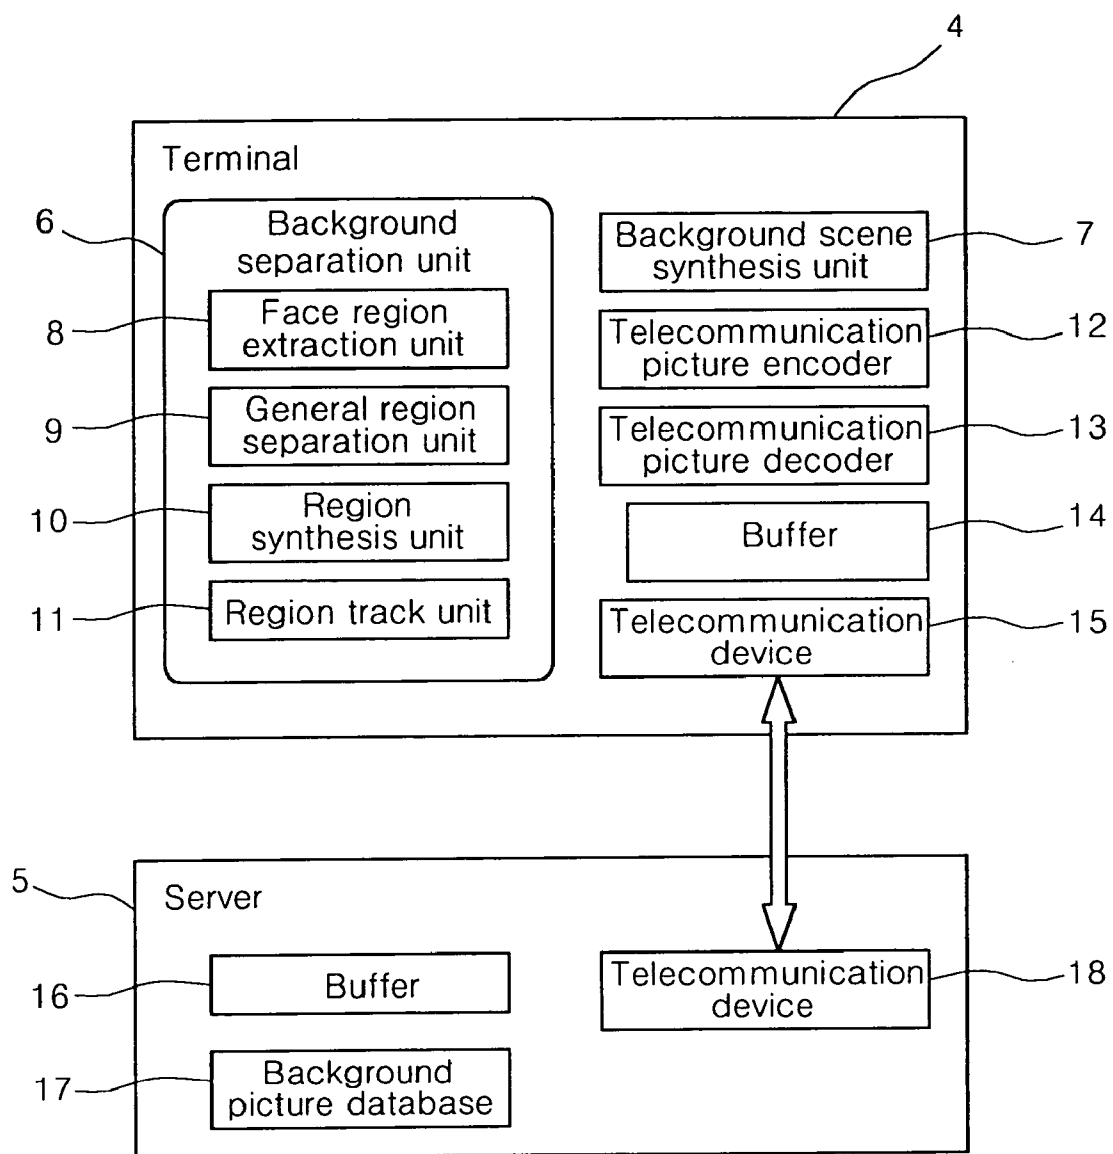 4
Terminal
6
Background
separation unit
8
Face region
extraction unit
9
General region
separation unit
10
Region
synthesis unit
11
Region track unit
Background scene
synthesis unit
7
Telecommunication
picture encoder
12
Telecommunication
picture decoder
13
Buffer
14
Telecommunication
device
15
5
Server
16
Buffer
17
Background
picture database
Telecommunication
device
18